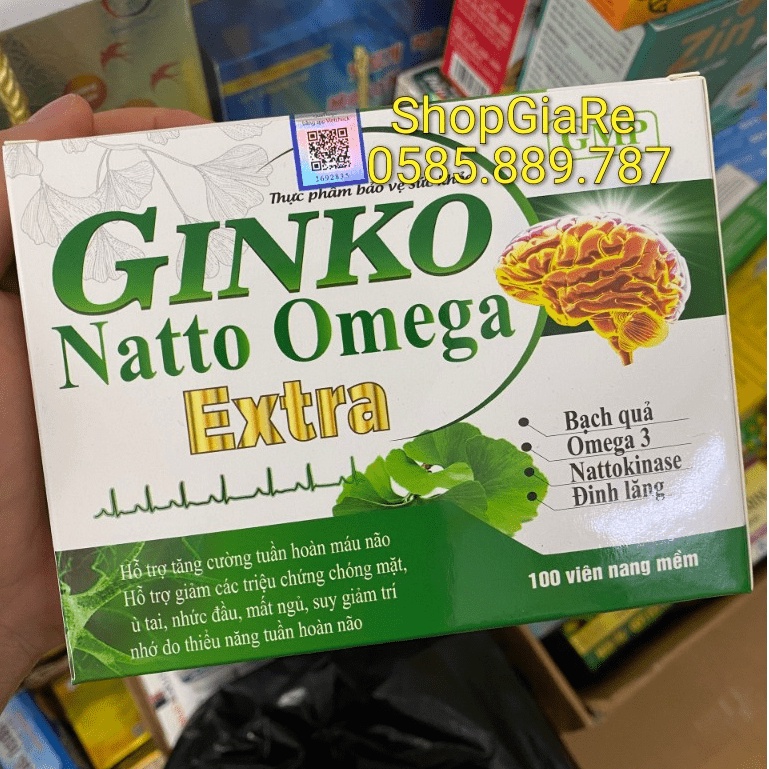 ShopGiaRe
0585.889.787
GMP
Thực phẩm bảo vệ sức khỏe
GINKO
Natto Omega
Extra
Bạch quả
Omega 3
Nattokinase
Đinh lăng
Hỗ trợ tăng cường tuần hoàn máu não
Hỗ trợ giảm các triệu chứng chóng mặt,
ù tai, nhức đầu, mất ngủ, suy giảm trí
nhớ do thiểu năng tuần hoàn não
100 viên nang mềm
Zin